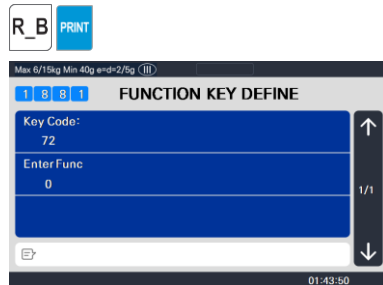 R_B PRINT
Max 6/15kg Min 40g e=d=2/5g III
1 8 8 1 FUNCTION KEY DEFINE
Key Code:
72
Enter Func
0
1/1
01:43:50